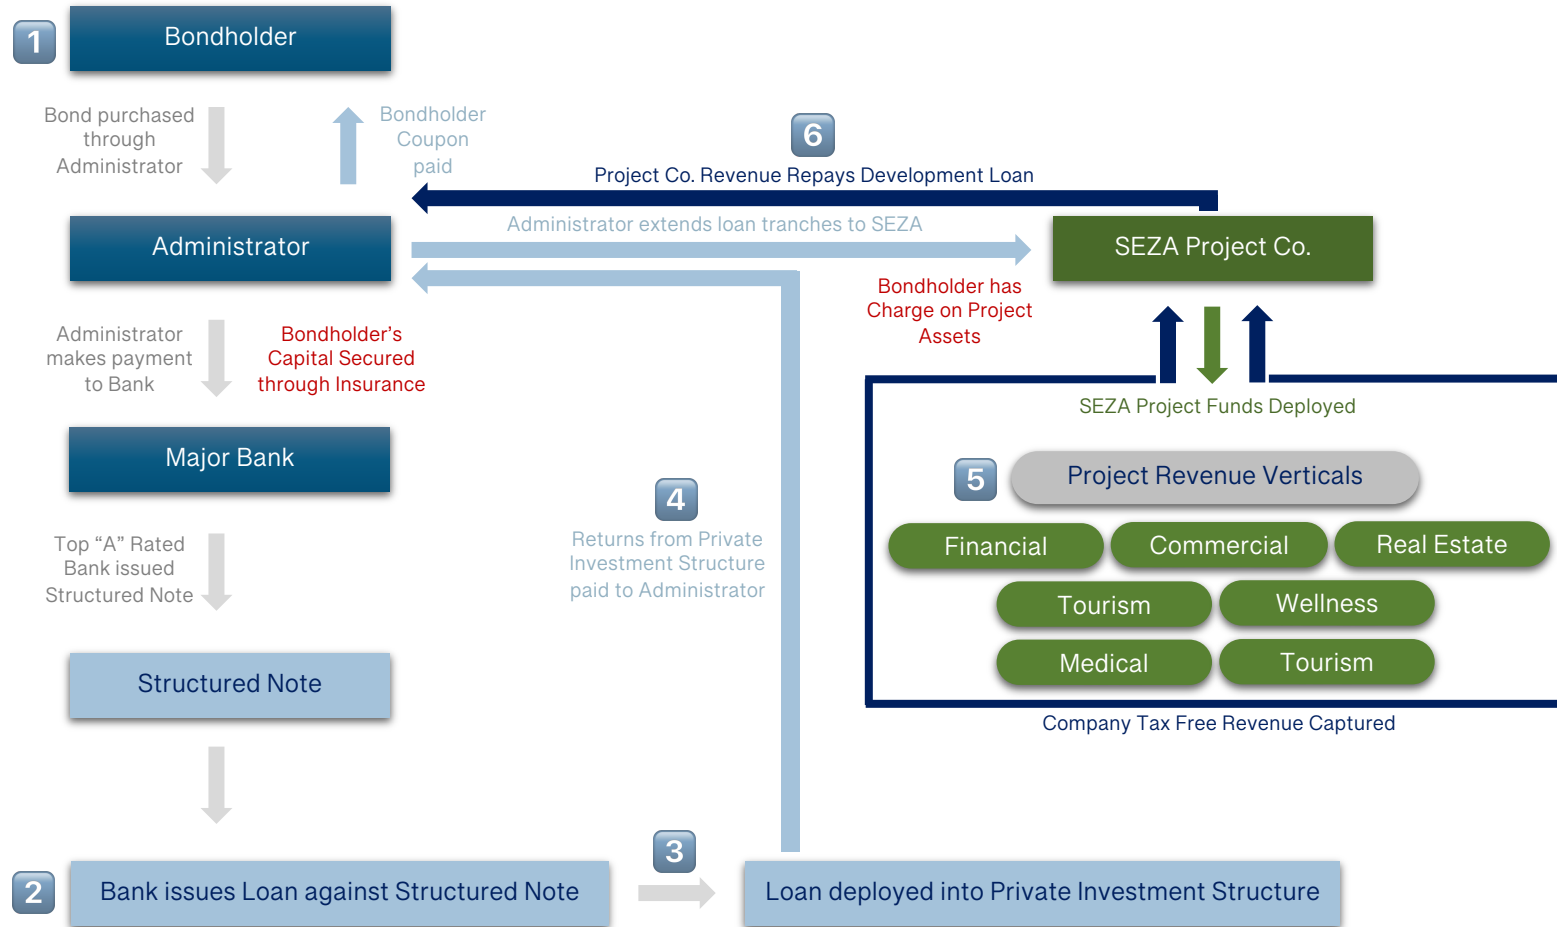 1
Bondholder
Bond purchased
through
Administrator
Bondholder
Coupon
paid
6
Project Co. Revenue Repays Development Loan
Administrator extends loan tranches to SEZA
Administrator
SEZA Project Co.
Bondholder has
Charge on Project
Assets
Administrator
makes payment
to Bank
Bondholder's
Capital Secured
through Insurance
SEZA Project Funds Deployed
Major Bank
5
Project Revenue Verticals
4
Returns from Private
Investment Structure
paid to Administrator
Financial
Commercial
Real Estate
Tourism
Wellness
Medical
Tourism
Top “A” Rated
Bank issued
Structured Note
Structured Note
Company Tax Free Revenue Captured
2
Bank issues Loan against Structured Note
3
Loan deployed into Private Investment Structure